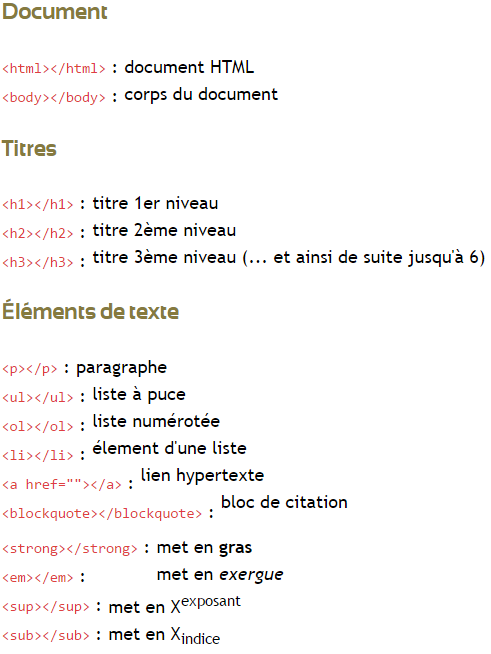 Document
<html></html> : document HTML
<body></body> : corps du document
Titres
<h1></h1> : titre 1er niveau
<h2></h2> : titre 2ème niveau
<h3></h3> : titre 3ème niveau (... et ainsi de suite jusqu'à 6)
Éléments de texte
<p></p> : paragraphe
<ul></ul> : liste à puce
<ol></ol> : liste numérotée
<li></li> : élement d'une liste
<a href=""></a> : lien hypertexte
<blockquote></blockquote> : bloc de citation
<strong></strong> : met en gras
<em></em> : met en exergue
<sup></sup> : met en Xexposant
<sub></sub> : met en Xindice